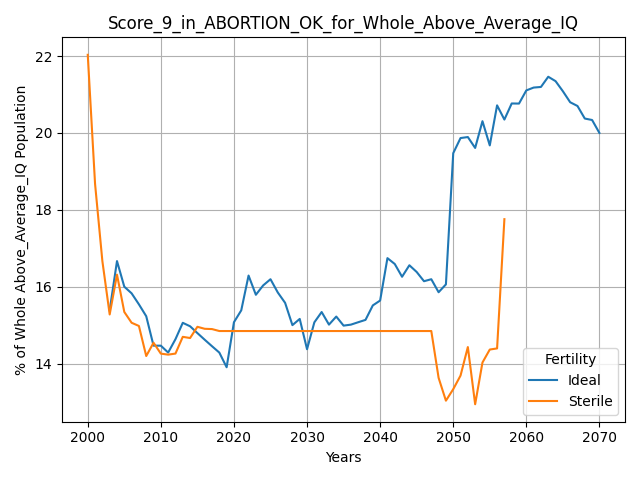 Score_9_in_ABORTION_OK_for_Whole_Above_Average_IQ
% of Whole Above_Average_IQ Population
22
20
18
16
14
2000 2010 2020 2030 2040 2050 2060 2070
Years
Fertility
Ideal
Sterile